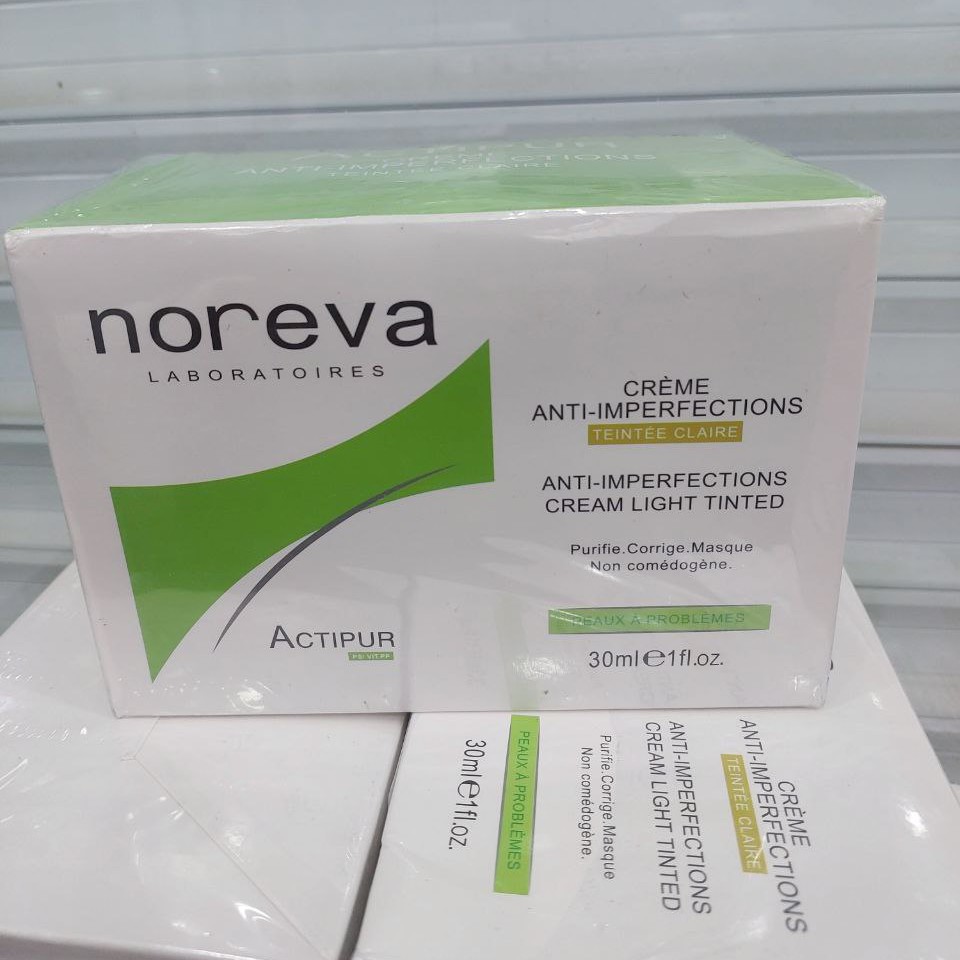 ANTI-IMPERFECTIONS
TEINTÉE CLAIRE
noreva
LABORATOIRES
CRÈME
ANTI-IMPERFECTIONS
TEINTÉE CLAIRE
ANTI-IMPERFECTIONS
CREAM LIGHT TINTED
Purifie.Corrige.Masque
Non comédogène.
PEAUX À PROBLÈMES
30ml℮1fl.oz.
ACTIPUR
CRÈME
ANTI-IMPERFECTIONS
TEINTÉE CLAIRE
ANTI-IMPERFECTIONS
CREAM LIGHT TINTED
Purifie.Corrige.Masque
Non comédogène.
PEAUX À PROBLÈMES
30ml℮1fl.oz.